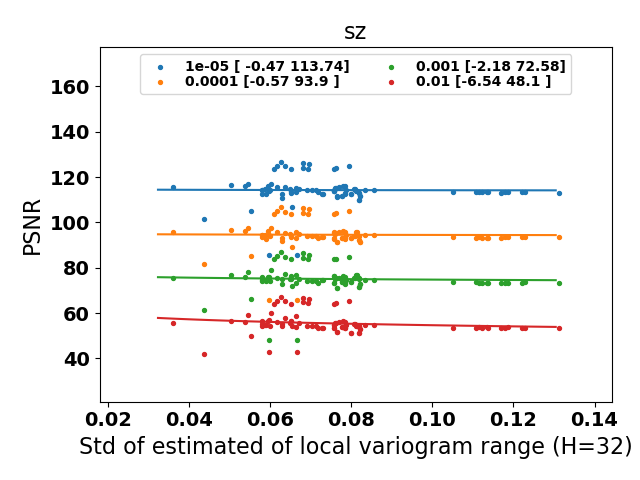 sz
1e-05 [ -0.47 113.74]
0.0001 [-0.57 93.9 ]
0.001 [-2.18 72.58]
0.01 [-6.54 48.1 ]
PSNR
160
140
120
100
80
60
40
0.02 0.04 0.06 0.08 0.10 0.12 0.14
Std of estimated of local variogram range (H=32)